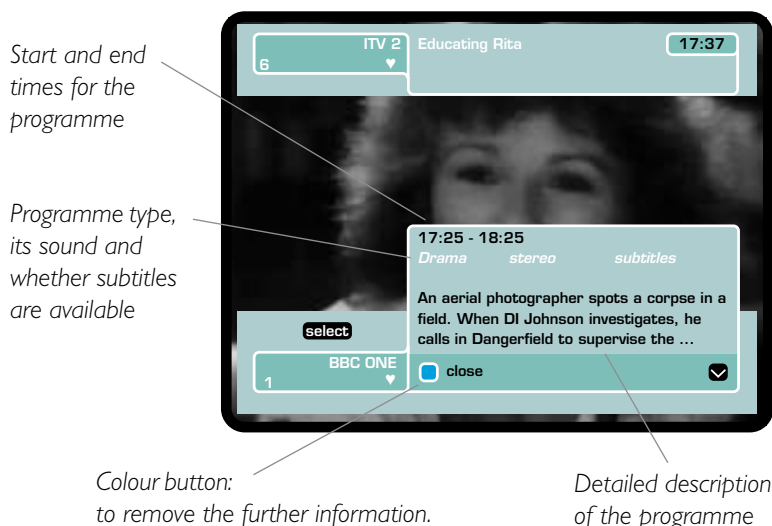 ITV 2
6 ♥
Educating Rita
17:37
Start and end
times for the
programme
Programme type,
its sound and
whether subtitles
are available
17:25 - 18:25
Drama stereo subtitles
An aerial photographer spots a corpse in a
field. When DI Johnson investigates, he
calls in Dangerfield to supervise the ...
select
BBC ONE
1 ♥
close
Colour button:
to remove the further information.
Detailed description
of the programme